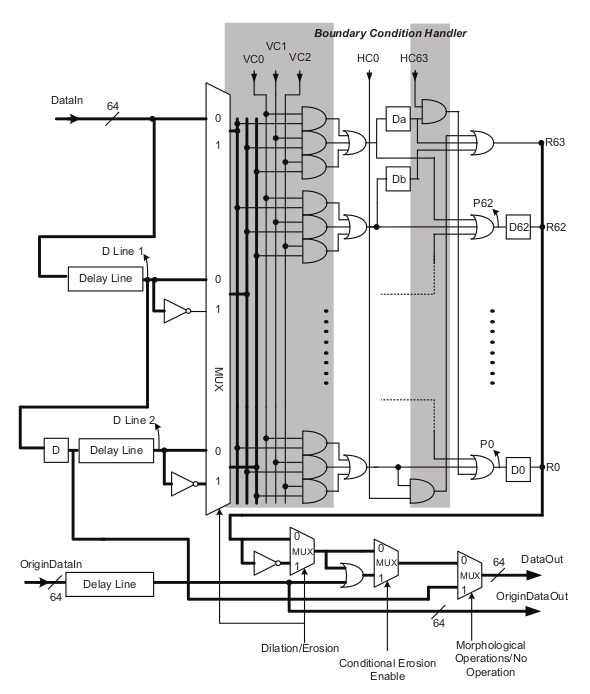 Boundary Condition Handler
VC0 VC1 VC2 HC0 HC63
DataIn 64
0
1
Da
R63
Db
P62
D62 R62
D Line 1
Delay Line
0
1
MUX
D Line 2
D Delay Line
0
1
P0
D0 R0
0
MUX
1
0
MUX
1
0
MUX
1
64 DataOut
OriginDataIn
64
Delay Line
OriginDataOut
64
Dilation/Erosion
Conditional Erosion
Enable
Morphological
Operations/No
Operation